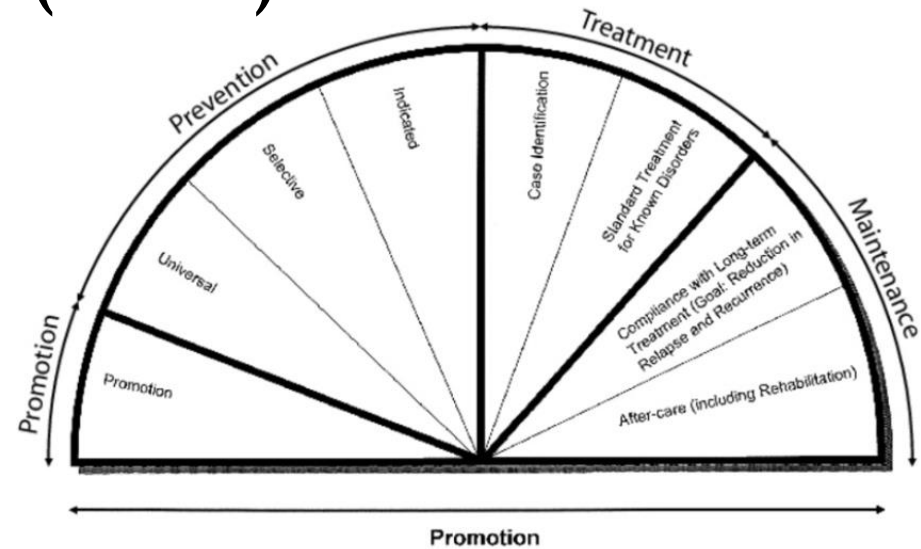 Treatment
Prevention
Maintenance
Promotion
Indicated
Caso Identification
Selective
Standard Treatment
for Known Disorders
Universal
Compliance with Long-term
Treatment (Goal: Reduction in
Relapse and Recurrence)
Promotion
After-care (including Rehabilitation)
Promotion